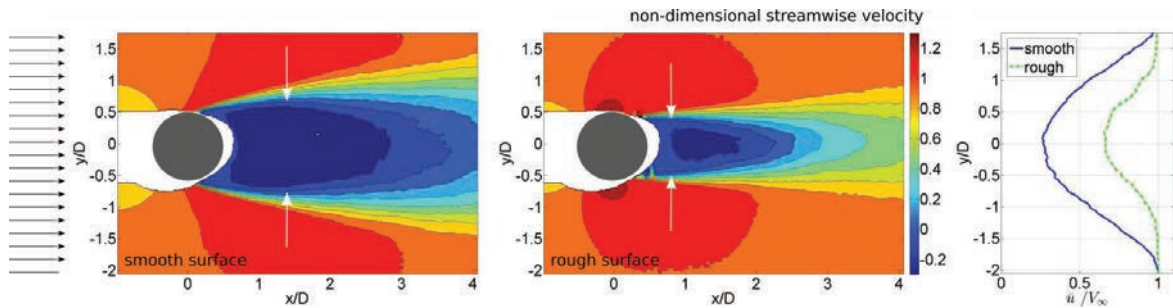 non-dimensional streamwise velocity
1.5
1
0.5
0
-0.5
-1
-1.5
-2
y/D
smooth surface
0 1 2 3 4
x/D
1.5
1
0.5
0
-0.5
-1
-1.5
-2
y/D
rough surface
0 1 2 3 4
x/D
1.2
1
0.8
0.6
0.4
0.2
0
-0.2
1.5
1
0.5
0
-0.5
-1
-1.5
-2
y/D
smooth
rough
0 0.5 1
ū /V∞